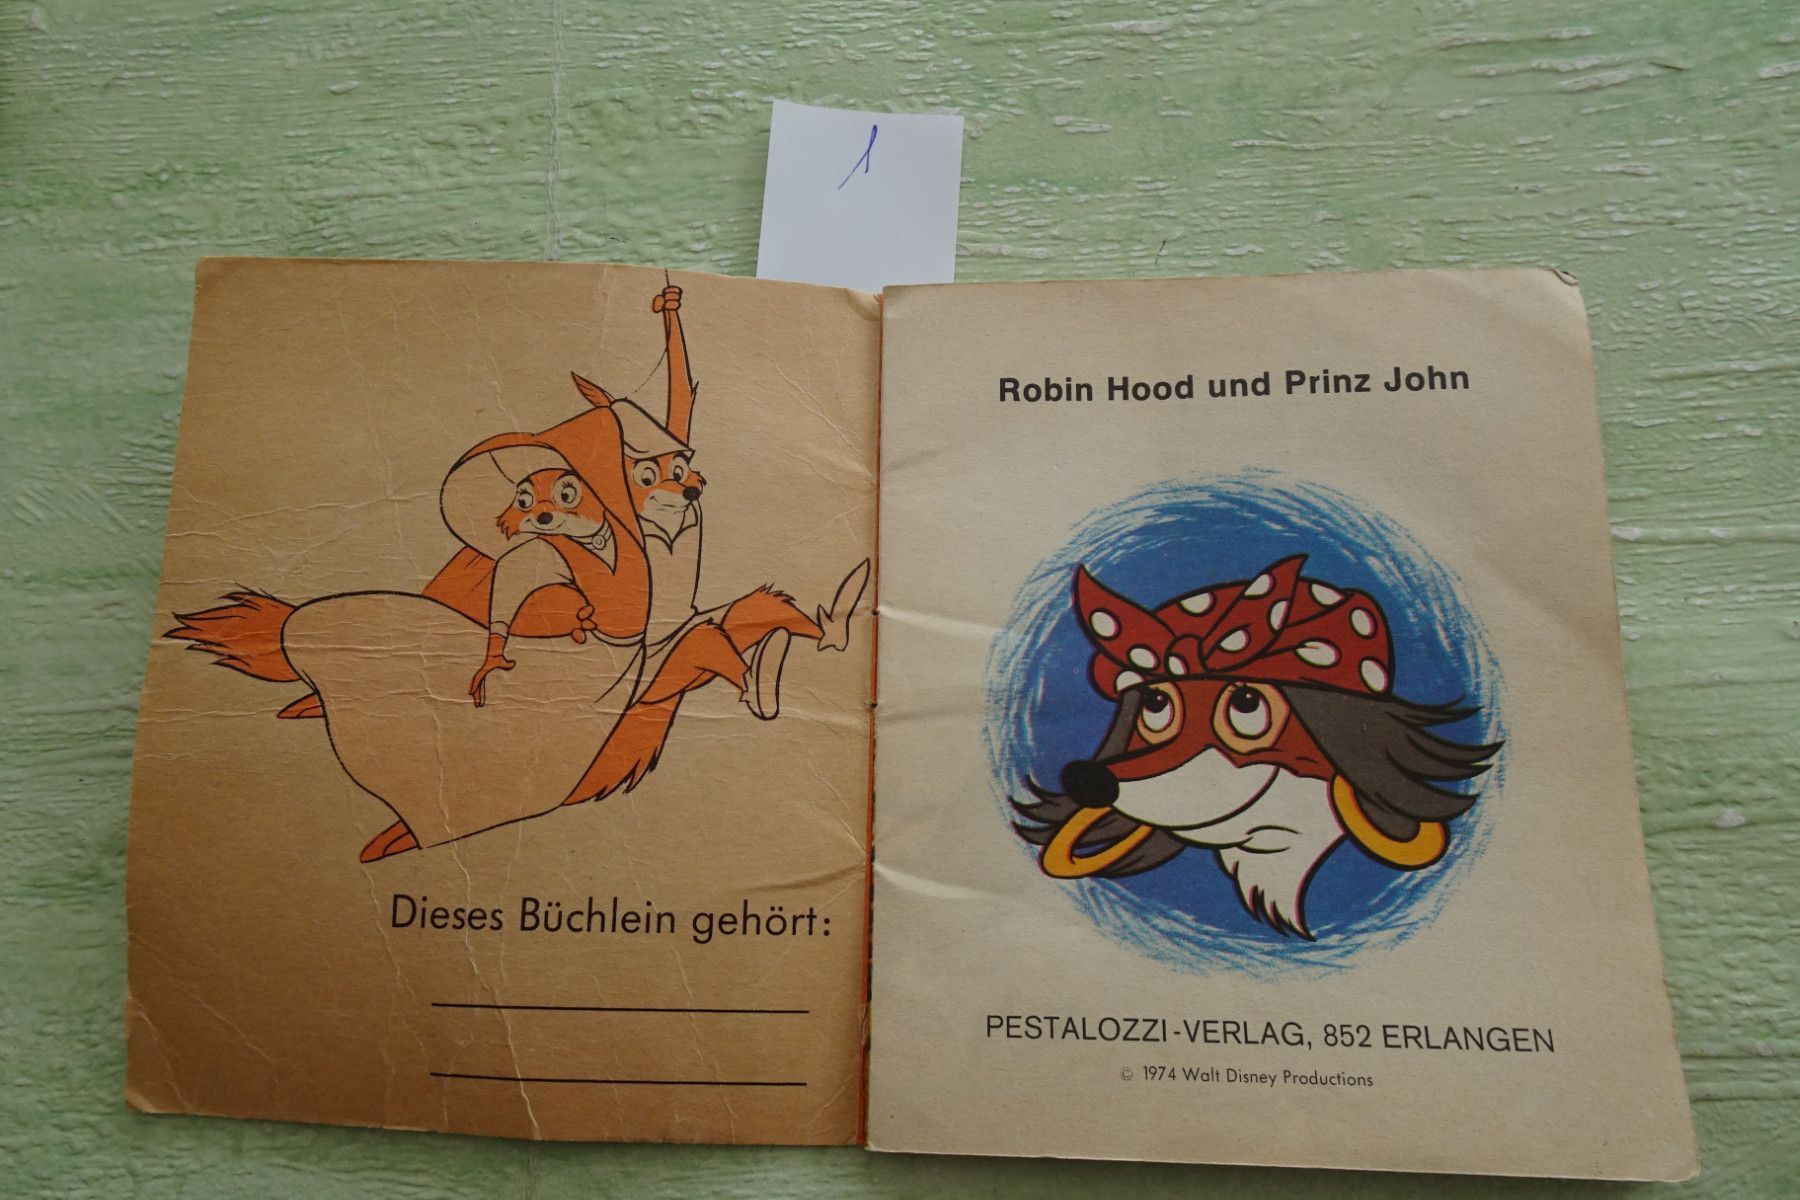 1
Dieses Büchlein gehört:
Robin Hood und Prinz John
PESTALOZZI-VERLAG, 852 ERLANGEN
© 1974 Walt Disney Productions